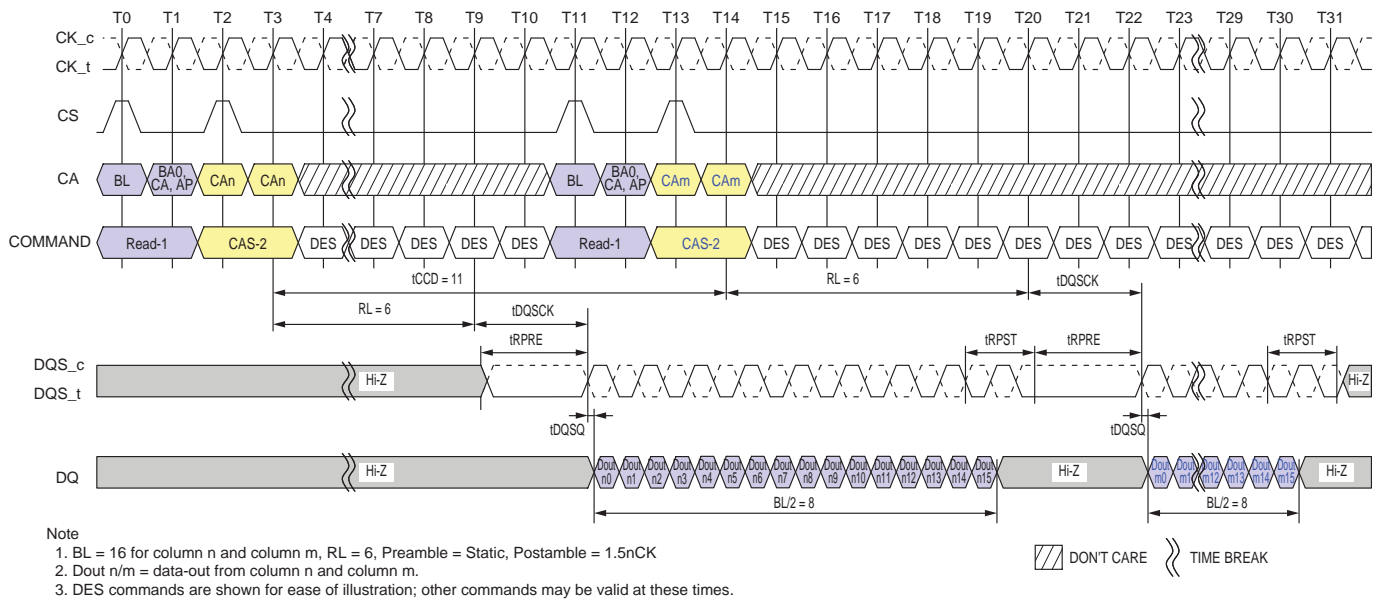 T0 T1 T2 T3 T4 T7 T8 T9 T10 T11 T12 T13 T14 T15 T16 T17 T18 T19 T20 T21 T22 T23 T29 T30 T31
CK_c
CK_t
CS
CA BL BA0, CA, AP CAn CAn BL BA0, CA, AP CAm CAm
COMMAND Read-1 CAS-2 DES DES DES DES DES Read-1 CAS-2 DES DES DES DES DES DES DES DES DES DES DES DES
tCCD = 11 RL = 6 tDQSCK
RL = 6 tDQSCK
tRPRE tRPST tRPRE tRPST
DQS_c
DQS_t
Hi-Z Hi-Z
tDQSQ tDQSQ
DQ Hi-Z Dout n0 Dout n1 Dout n2 Dout n3 Dout n4 Dout n5 Dout n6 Dout n7 Dout n8 Dout n9 Dout n10 Dout n11 Dout n12 Dout n13 Dout n14 Dout n15 Hi-Z Dout m0 Dout m1 Dout m12 Dout m13 Dout m14 Dout m15 Hi-Z
BL/2 = 8 BL/2 = 8
Note
1. BL = 16 for column n and column m, RL = 6, Preamble = Static, Postamble = 1.5nCK
2. Dout n/m = data-out from column n and column m.
3. DES commands are shown for ease of illustration; other commands may be valid at these times.
DON'T CARE TIME BREAK